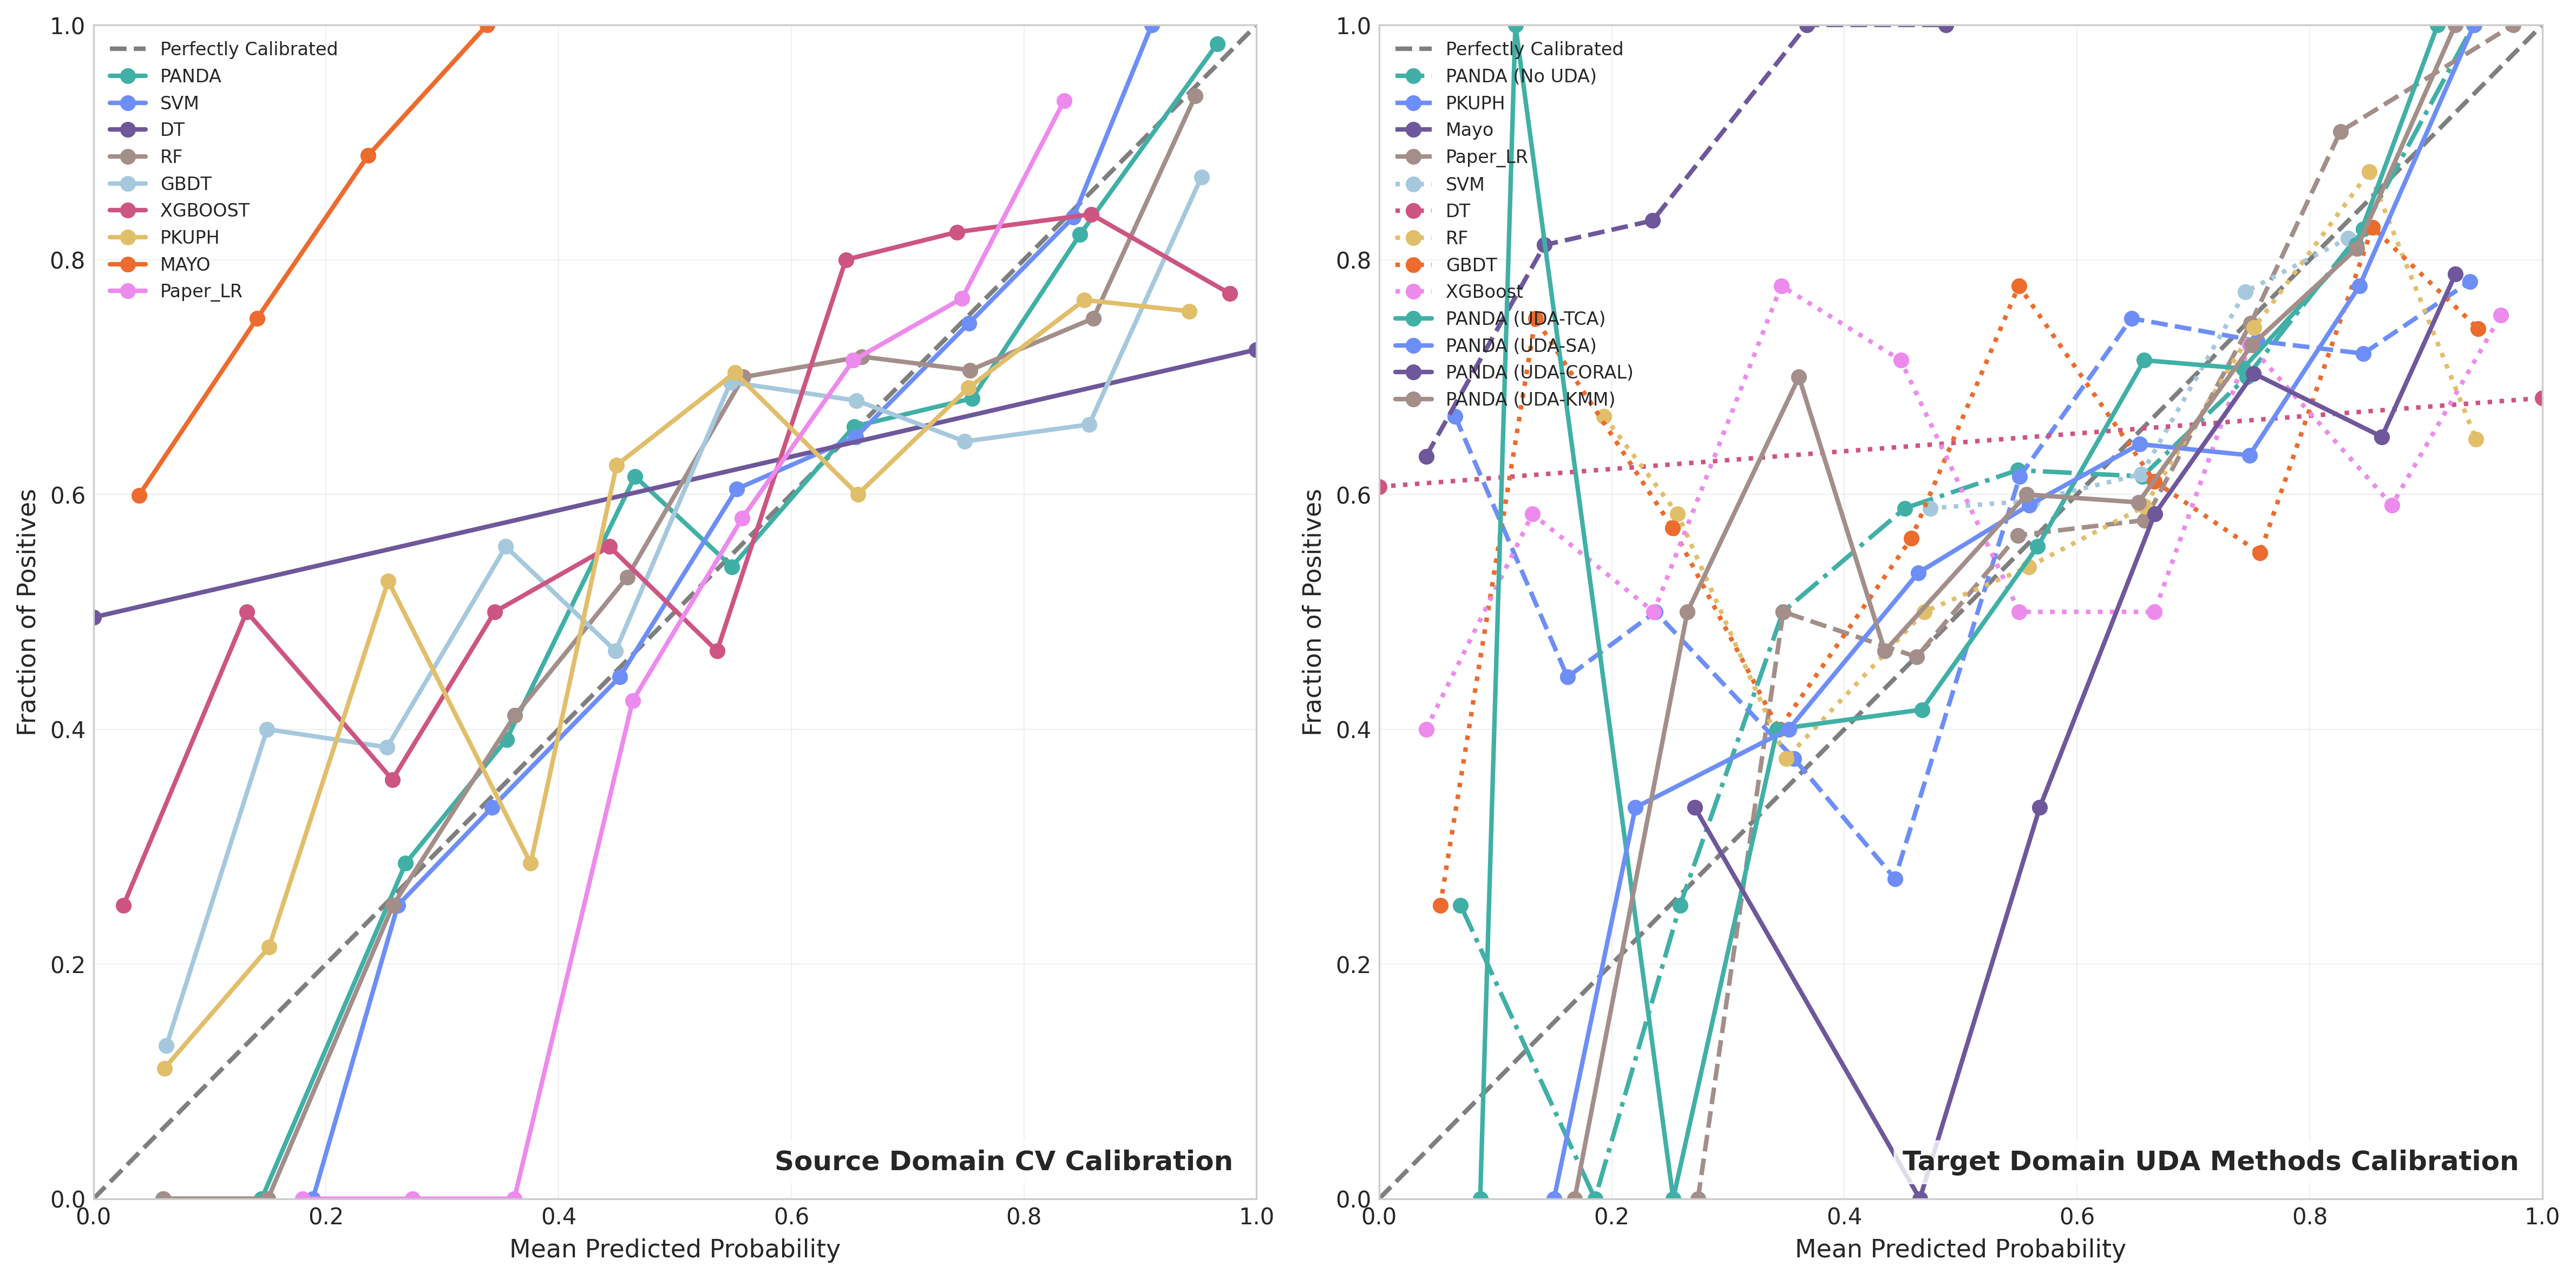 1.0
0.8
0.6
0.4
0.2
0.0
Fraction of Positives
Perfectly Calibrated
PANDA
SVM
DT
RF
GBDT
XGBOOST
PKUPH
MAYO
Paper_LR
Source Domain CV Calibration
0.0 0.2 0.4 0.6 0.8 1.0
Mean Predicted Probability
1.0
0.8
0.6
0.4
0.2
0.0
Fraction of Positives
Perfectly Calibrated
PANDA (No UDA)
PKUPH
Mayo
Paper_LR
SVM
DT
RF
GBDT
XGBoost
PANDA (UDA-TCA)
PANDA (UDA-SA)
PANDA (UDA-CORAL)
PANDA (UDA-KMM)
Target Domain UDA Methods Calibration
0.0 0.2 0.4 0.6 0.8 1.0
Mean Predicted Probability